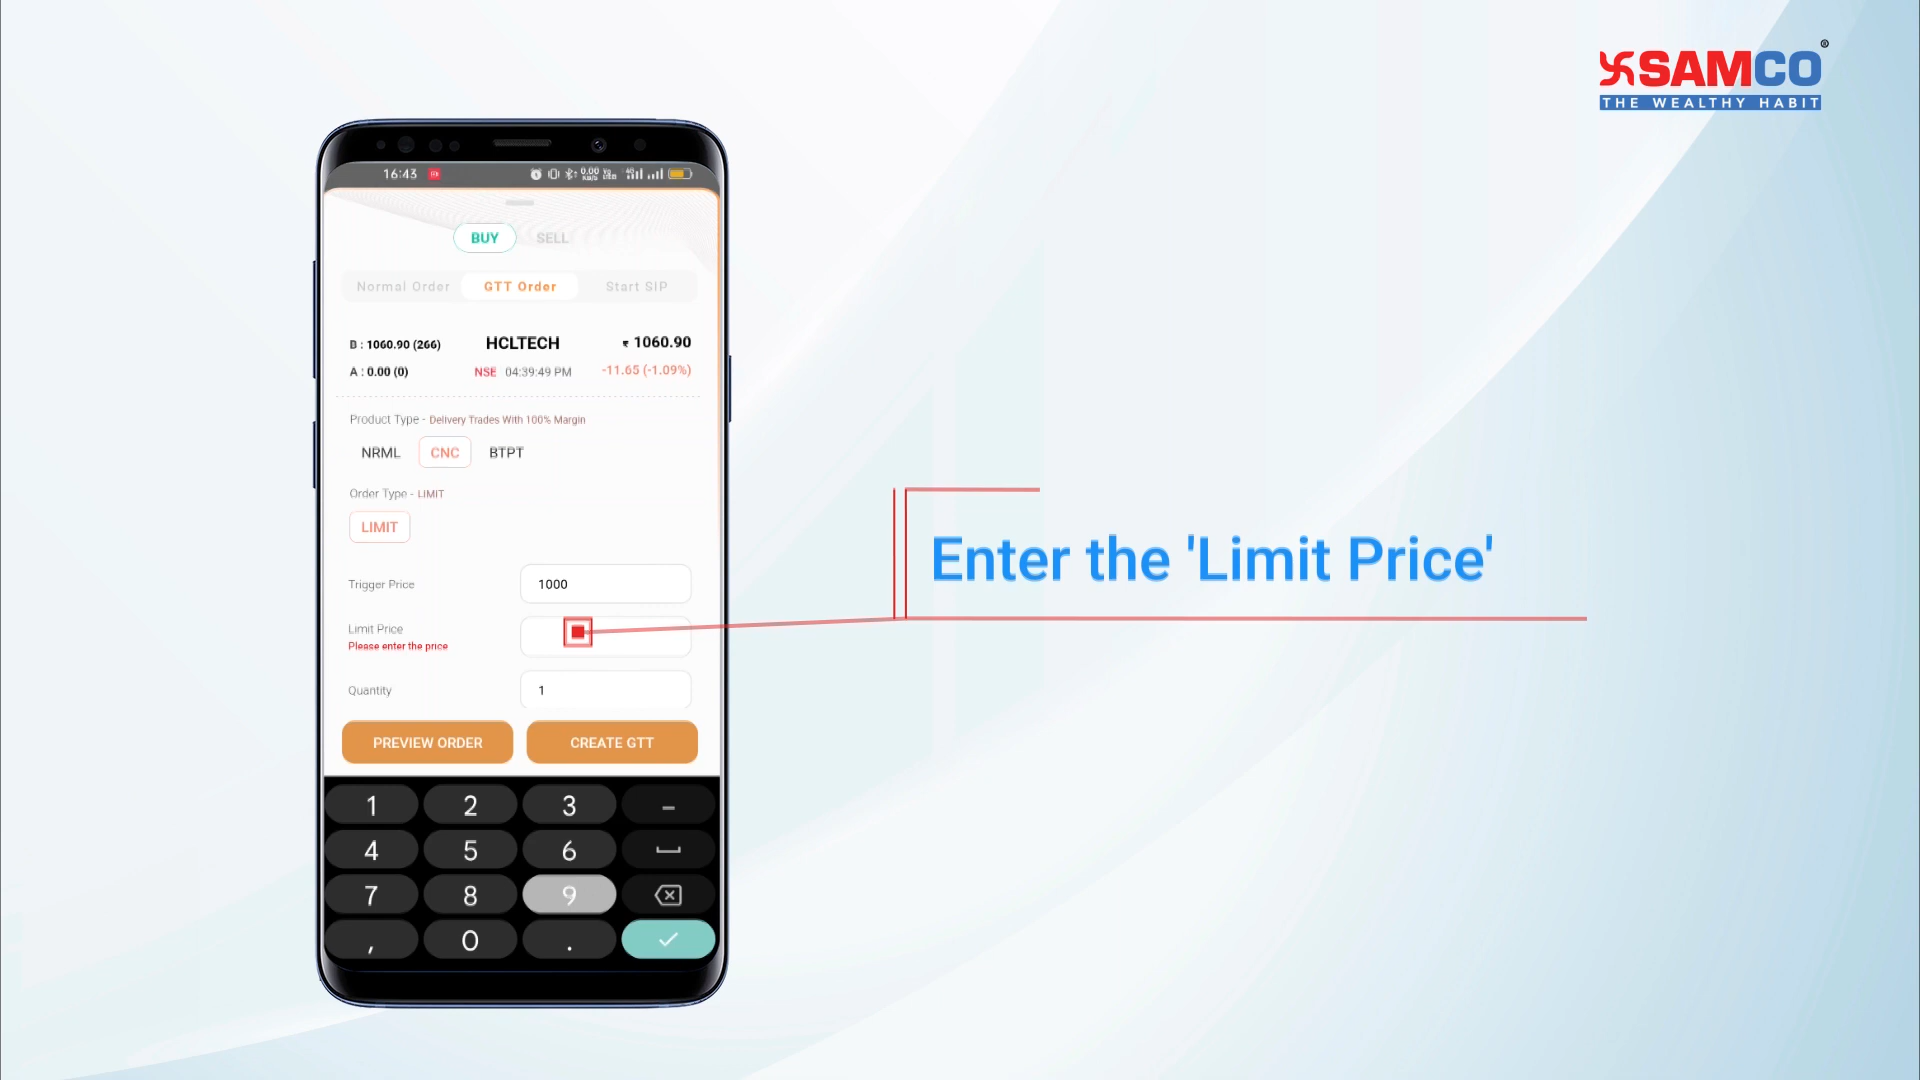 SAMCO®
THE WEALTHY HABIT
16:43
BUY SELL
Normal Order GTT Order Start SIP
B : 1060.90 (266) HCLTECH ₹ 1060.90
A : 0.00 (0) NSE 04:39:49 PM -11.65 (-1.09%)
Product Type - Delivery Trades With 100% Margin
NRML CNC BTPT
Order Type - LIMIT
LIMIT
Trigger Price 1000
Limit Price
Please enter the price
Quantity 1
PREVIEW ORDER CREATE GTT
Enter the 'Limit Price'
1 2 3 -
4 5 6
7 8 9
, 0 .